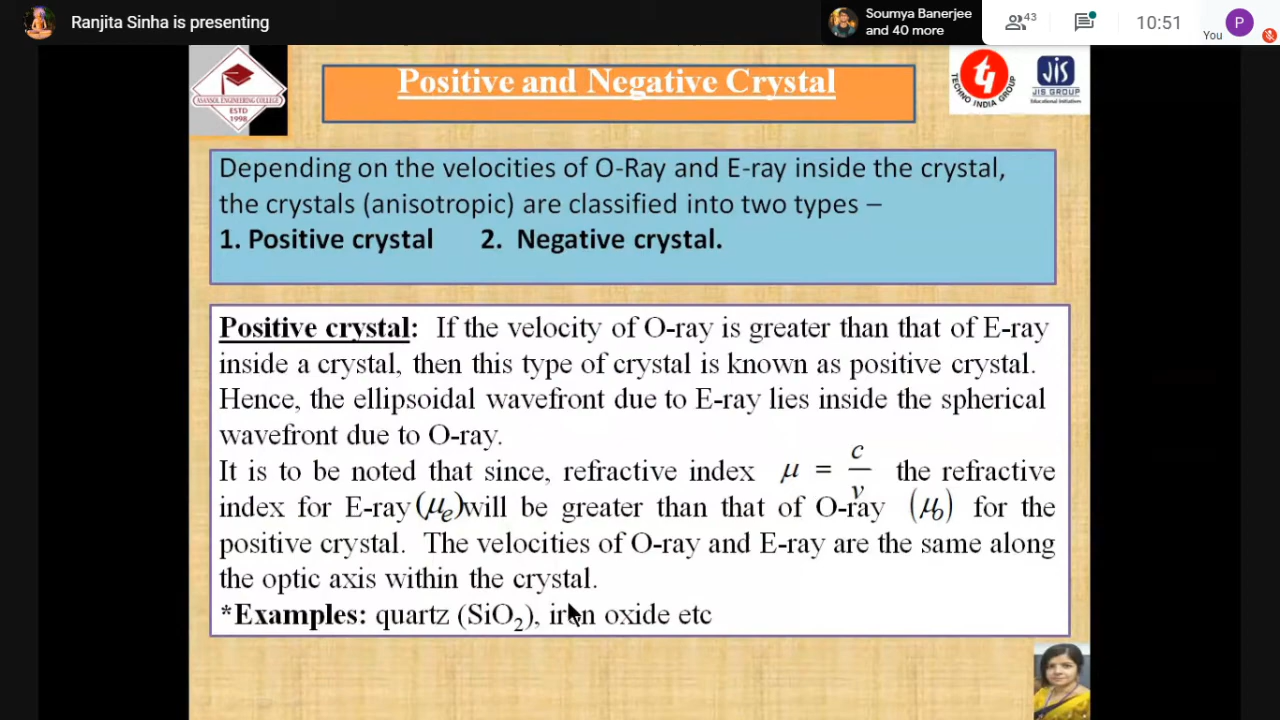 Ranjita Sinha is presenting
Soumya Banerjee
and 40 more
43
10:51
You
P
ASANSOL ENGINEERING COLLEGE
ESTD
1998
Positive and Negative Crystal
TECHNO INDIA GROUP
JIS
JIS GROUP
Educational Initiatives
Depending on the velocities of O-Ray and E-ray inside the crystal,
the crystals (anisotropic) are classified into two types –
1. Positive crystal 2. Negative crystal.
Positive crystal: If the velocity of O-ray is greater than that of E-ray
inside a crystal, then this type of crystal is known as positive crystal.
Hence, the ellipsoidal wavefront due to E-ray lies inside the spherical
wavefront due to O-ray.
It is to be noted that since, refractive index μ = c/v the refractive
index for E-ray (μₑ) will be greater than that of O-ray (μ₀) for the
positive crystal. The velocities of O-ray and E-ray are the same along
the optic axis within the crystal.
*Examples: quartz (SiO₂), iron oxide etc